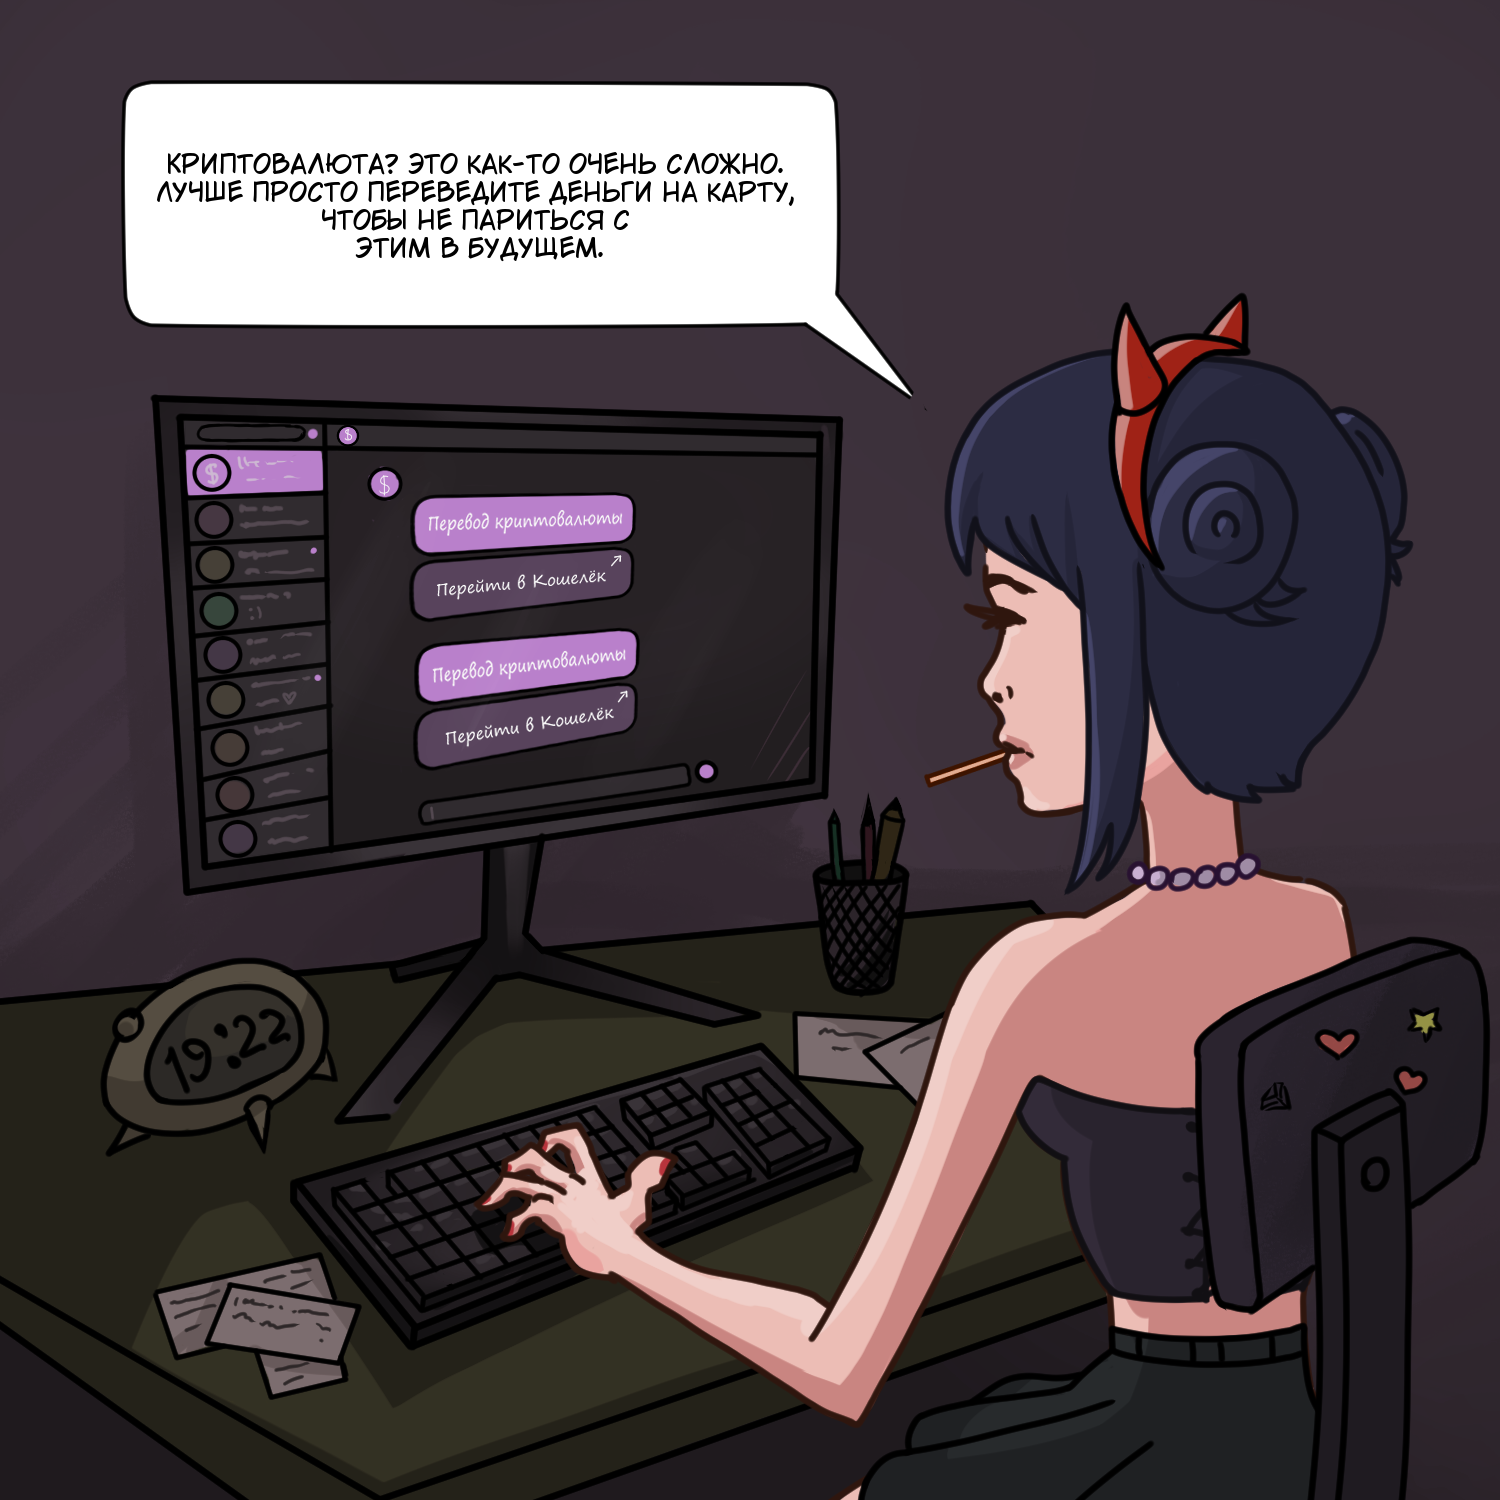 КРИПТОВАЛЮТА? ЭТО КАК-ТО ОЧЕНЬ СЛОЖНО.
ЛУЧШЕ ПРОСТО ПЕРЕВЕДИТЕ ДЕНЬГИ НА КАРТУ,
ЧТОБЫ НЕ ПАРИТЬСЯ С
ЭТИМ В БУДУЩЕМ.
$
$
$
Перевод криптовалюты
Перейти в Кошелёк
:)
Перевод криптовалюты
Перейти в Кошелёк
19:22